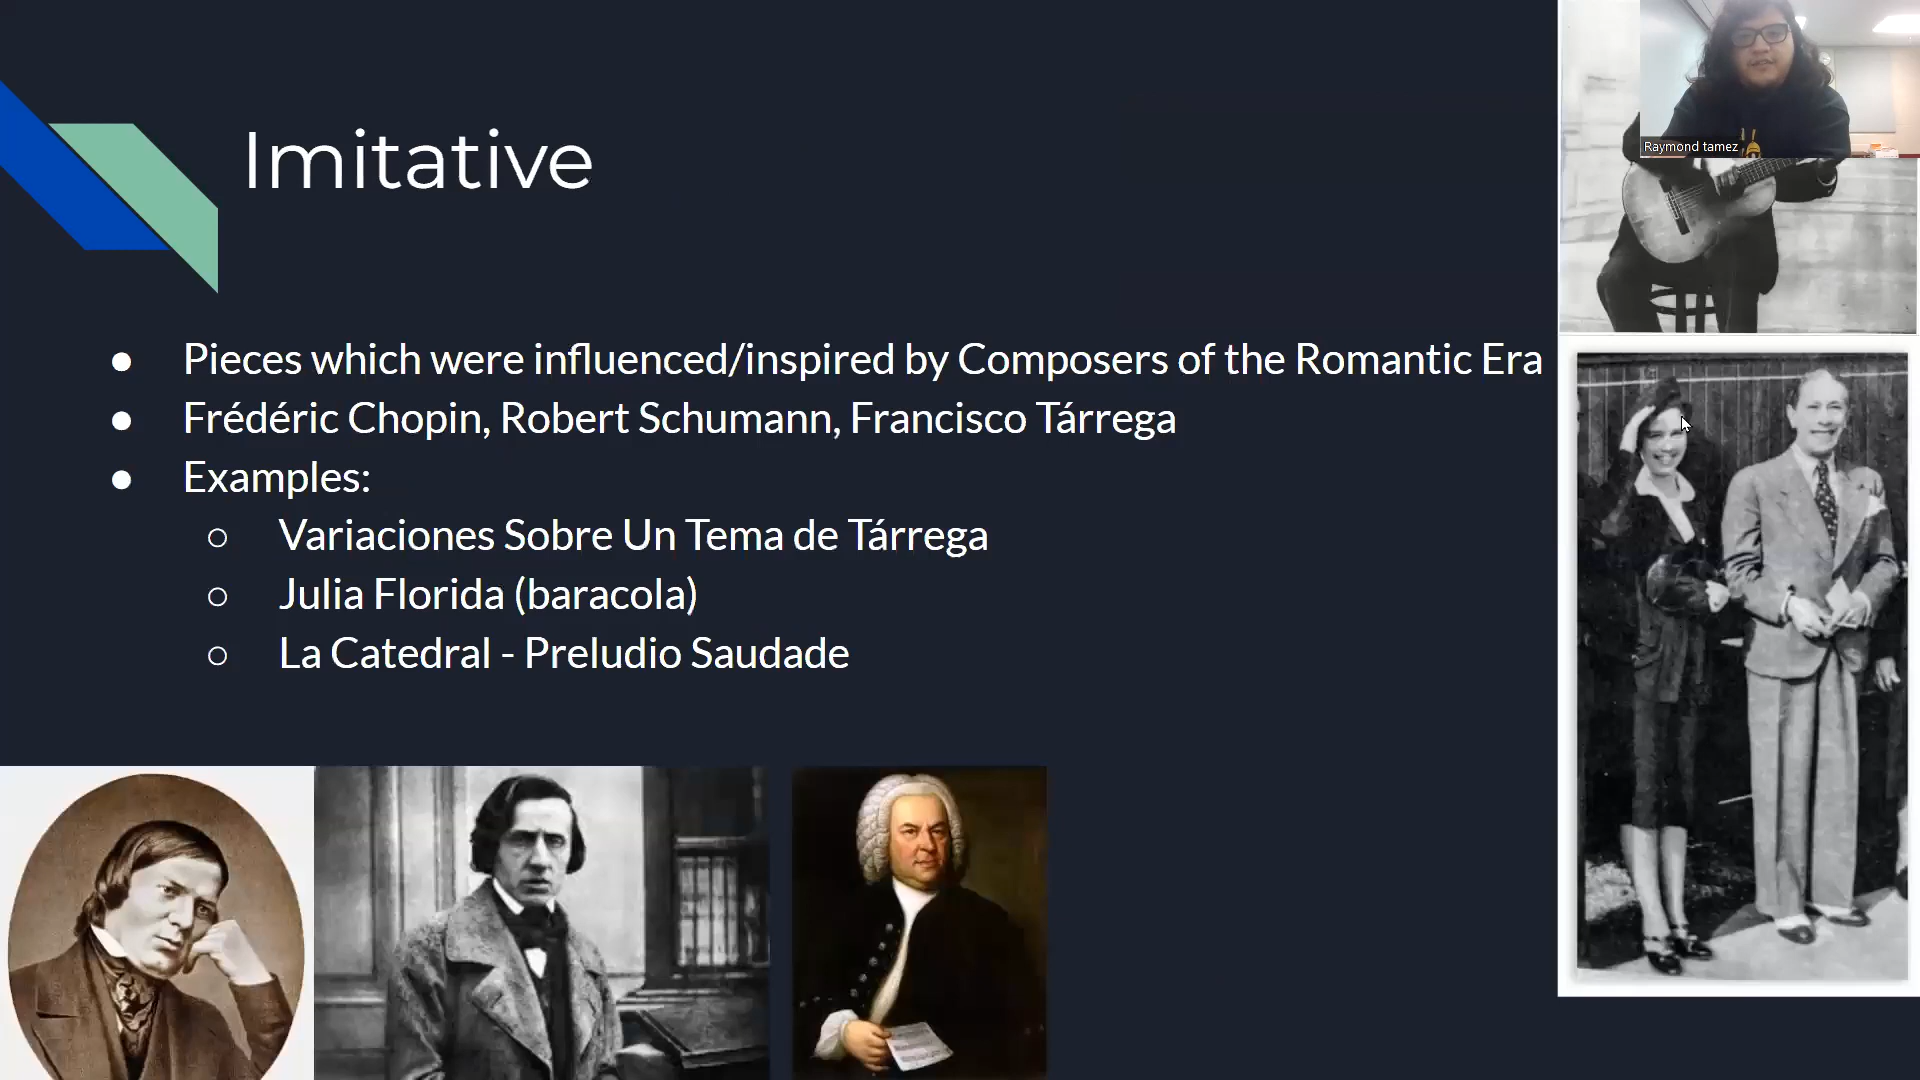 Imitative
Raymond tamez
● Pieces which were influenced/inspired by Composers of the Romantic Era
● Frédéric Chopin, Robert Schumann, Francisco Tárrega
● Examples:
○ Variaciones Sobre Un Tema de Tárrega
○ Julia Florida (baracola)
○ La Catedral - Preludio Saudade